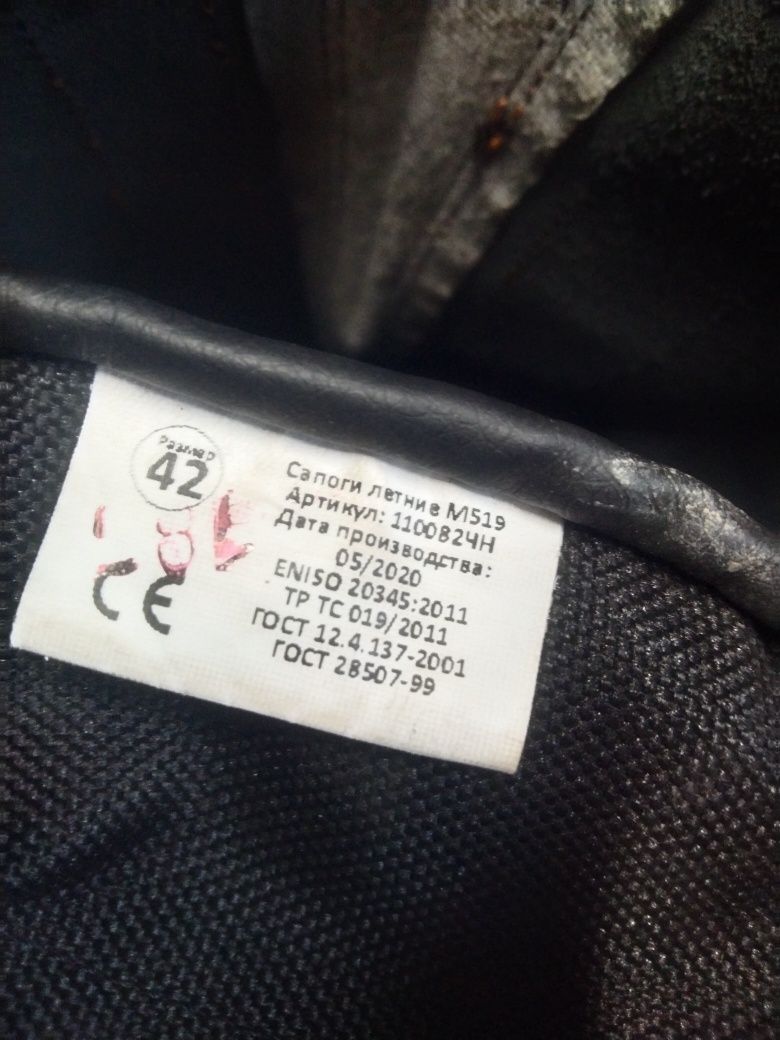 Размер
42
CE
Сапоги летние М519
Артикул: 110082ЧН
Дата производства:
05/2020
ENISO 20345:2011
ТР ТС 019/2011
ГОСТ 12.4.137-2001
ГОСТ 28507-99